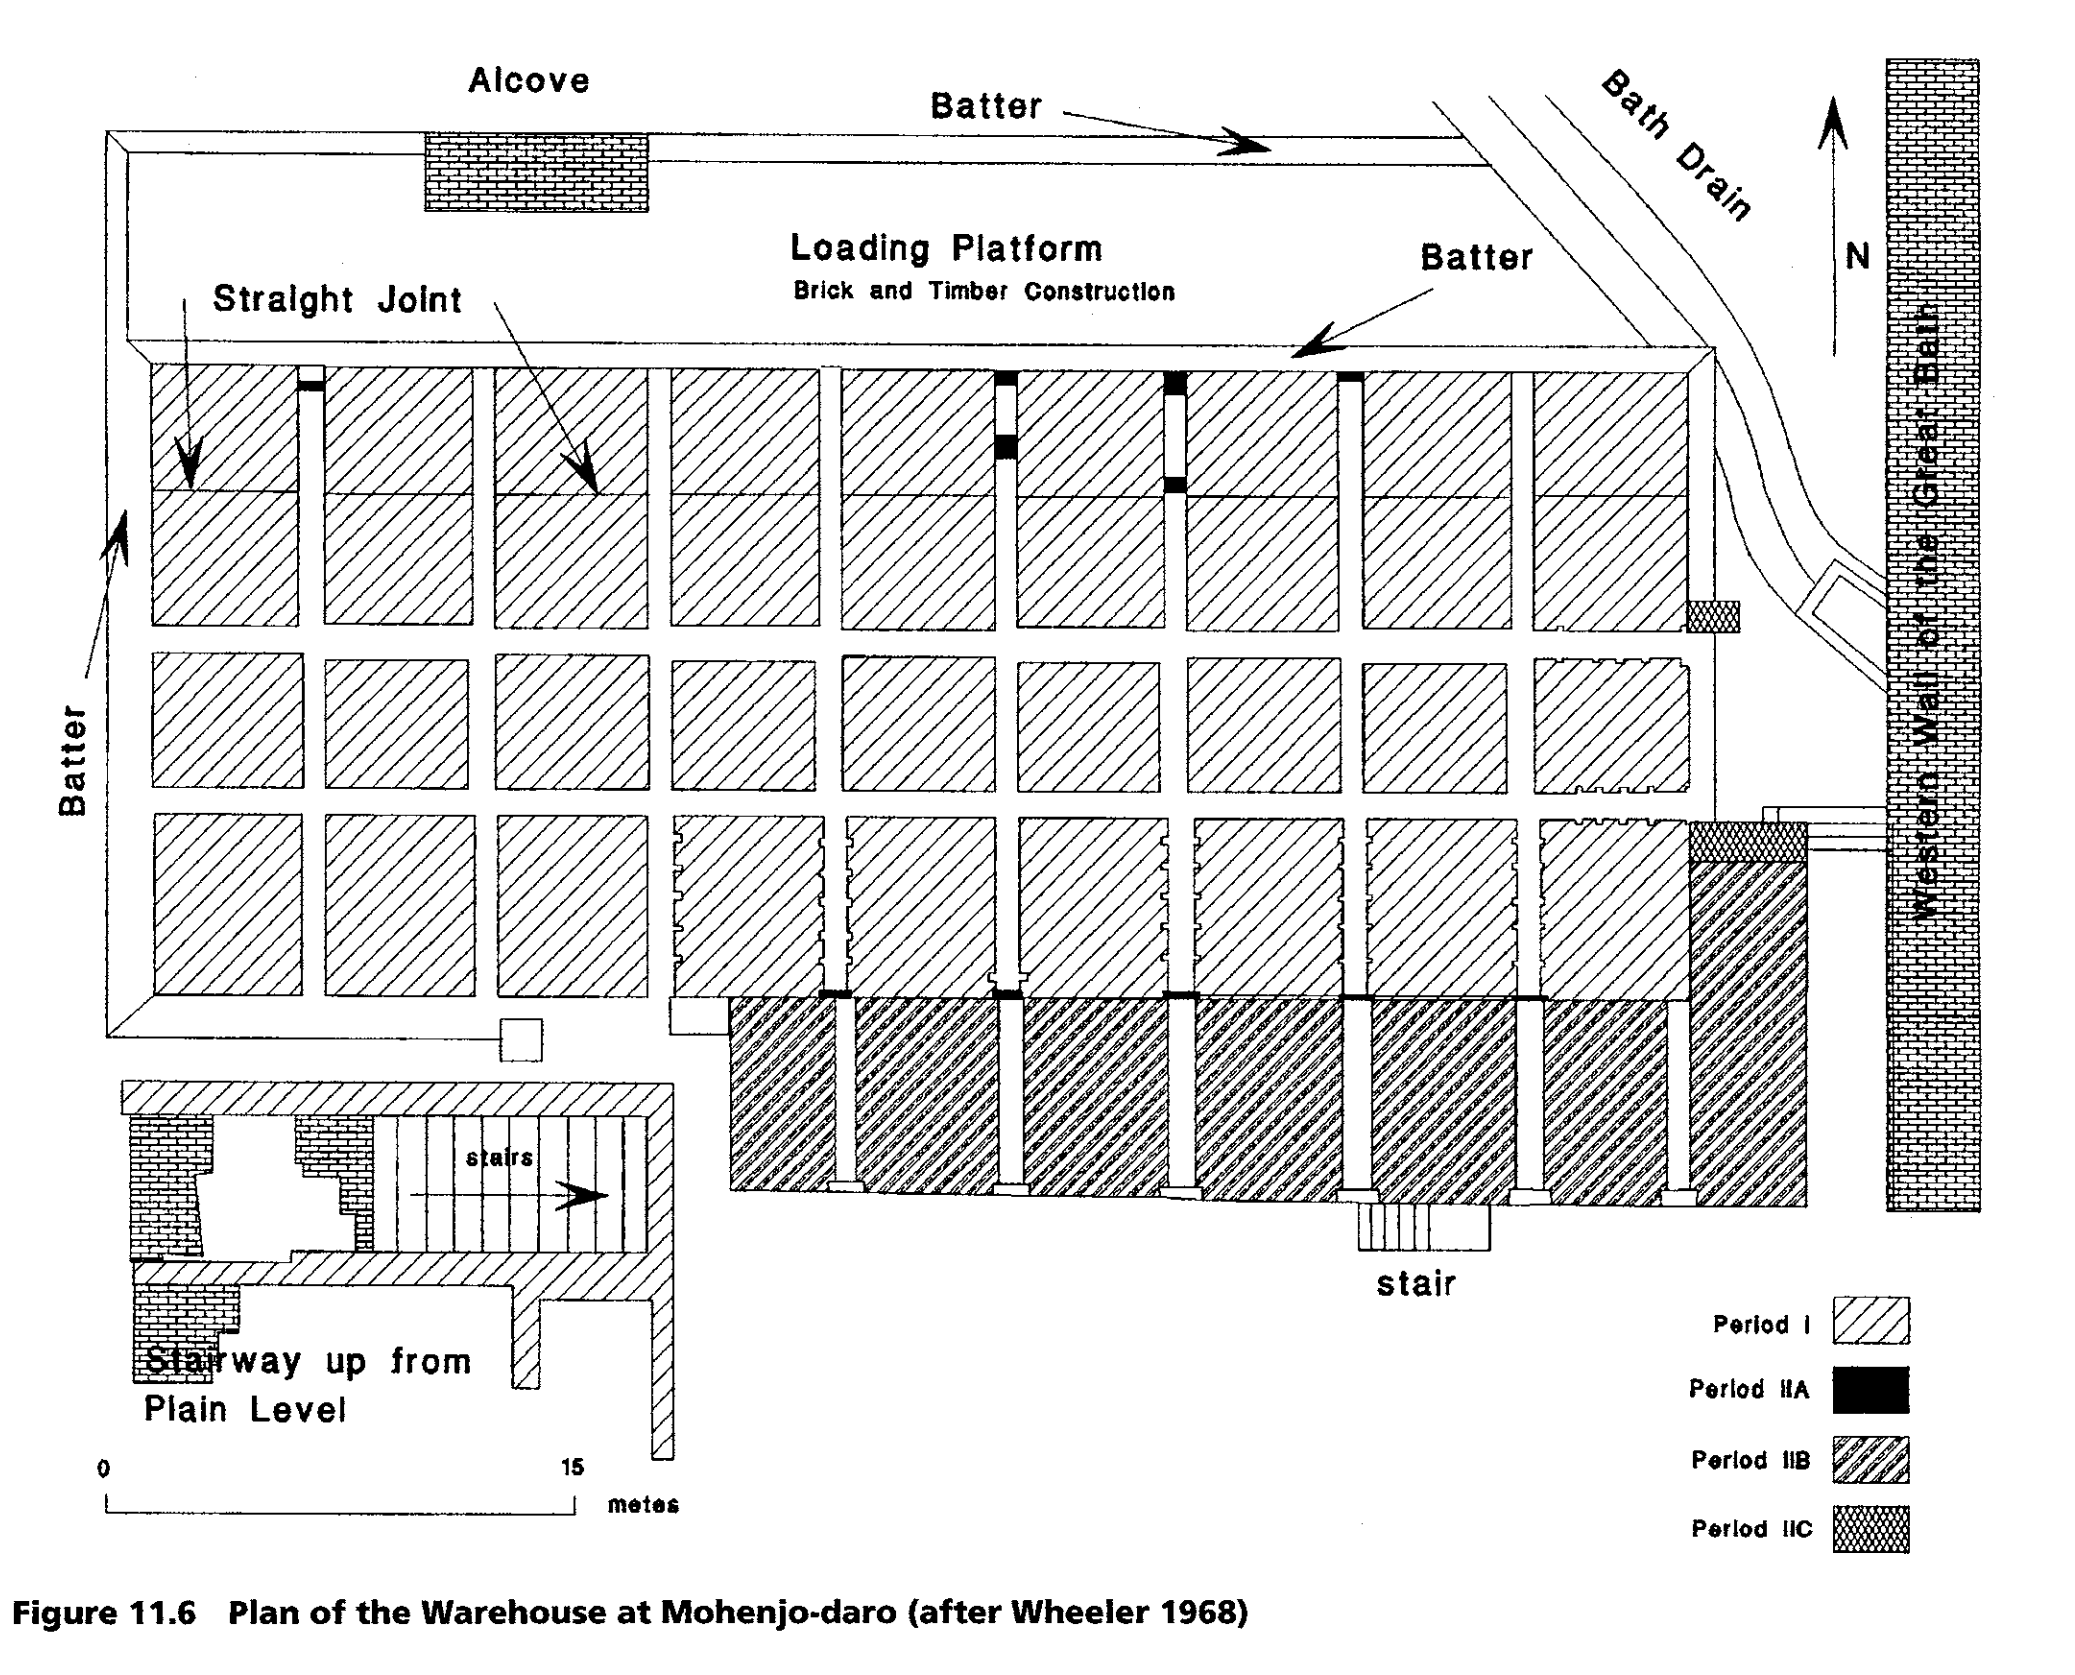 Alcove
Batter
Bath Drain
N
Loading Platform
Brick and Timber Construction
Batter
Straight Joint
Western Wall of the Great Bath
Batter
stairs
stair
Stairway up from
Plain Level
Period I
Period IIA
Period IIB
Period IIC
0 15
metes
Figure 11.6 Plan of the Warehouse at Mohenjo-daro (after Wheeler 1968)